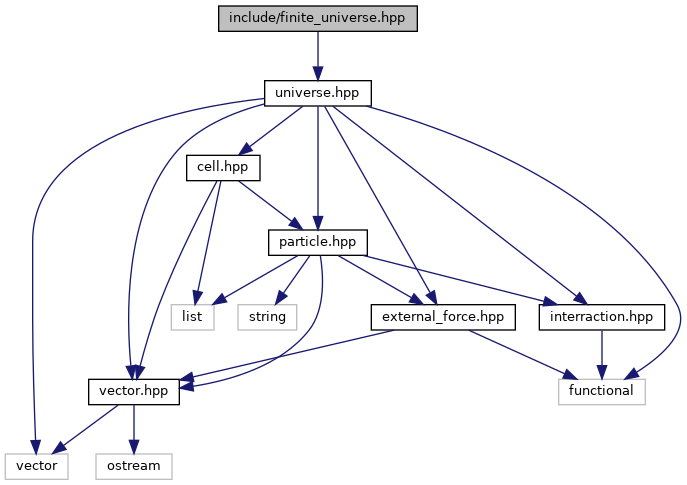 include/finite_universe.hpp
universe.hpp
cell.hpp
particle.hpp
list
string
external_force.hpp
interraction.hpp
vector.hpp
functional
vector
ostream